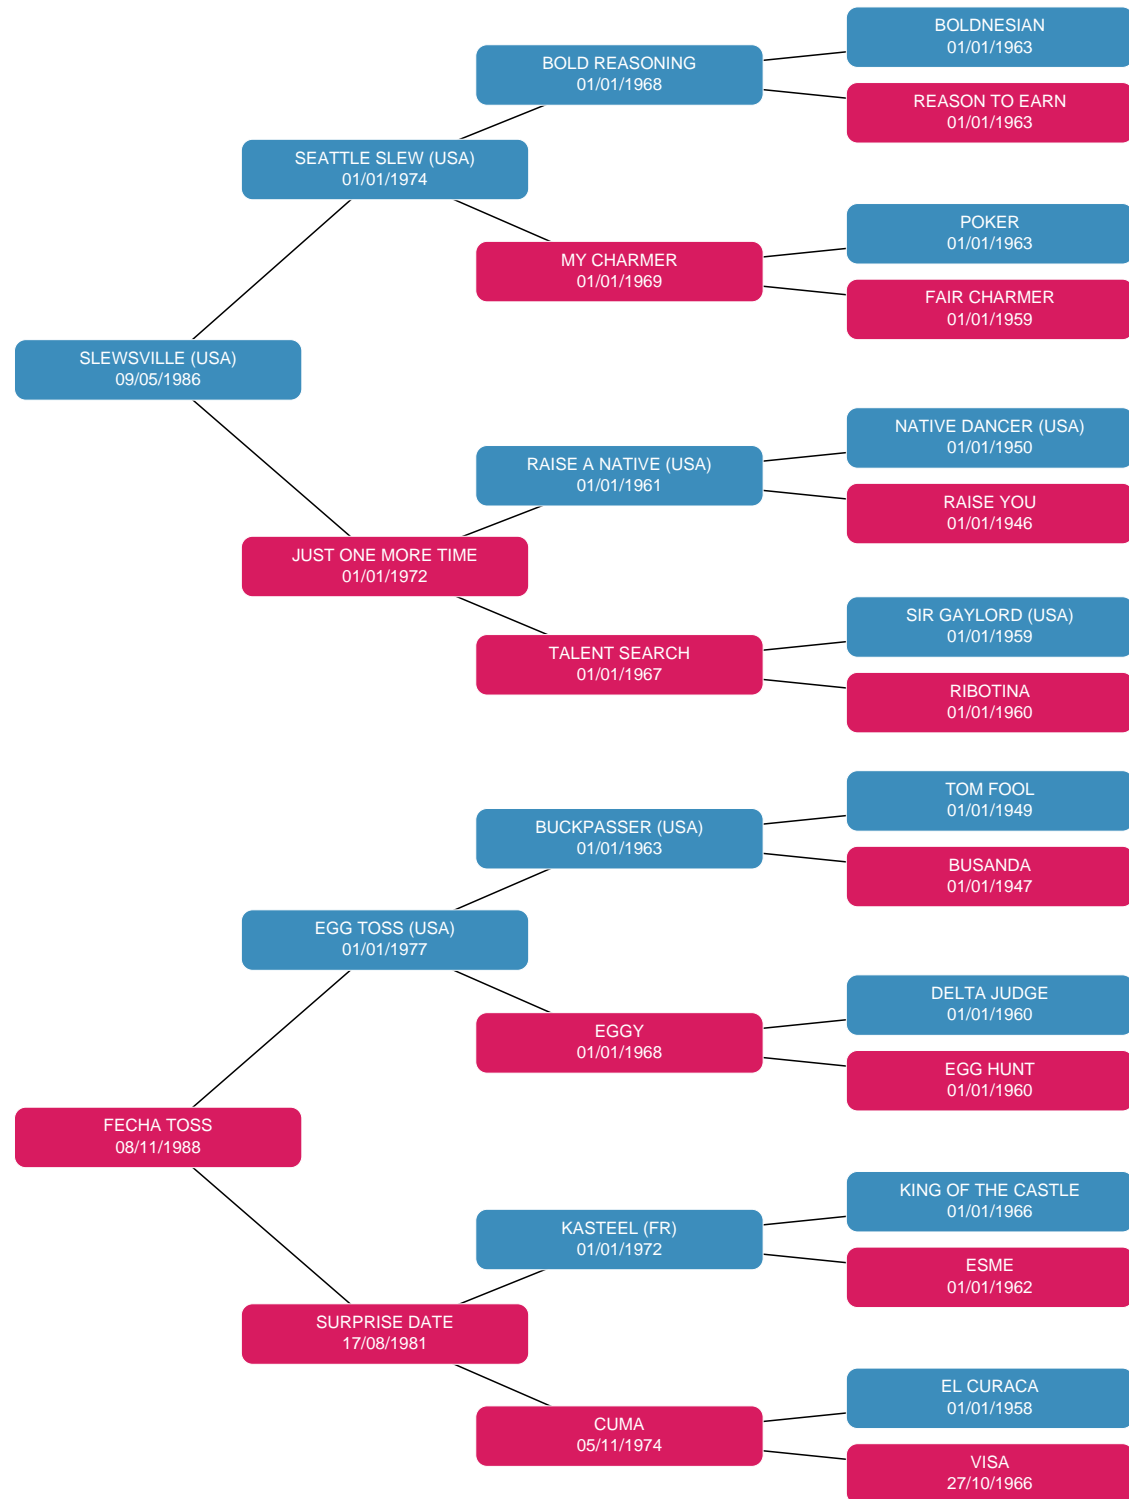 BOLDNESIAN
01/01/1963
BOLD REASONING
01/01/1968
REASON TO EARN
01/01/1963
SEATTLE SLEW (USA)
01/01/1974
POKER
01/01/1963
MY CHARMER
01/01/1969
FAIR CHARMER
01/01/1959
SLEWSVILLE (USA)
09/05/1986
NATIVE DANCER (USA)
01/01/1950
RAISE A NATIVE (USA)
01/01/1961
RAISE YOU
01/01/1946
JUST ONE MORE TIME
01/01/1972
SIR GAYLORD (USA)
01/01/1959
TALENT SEARCH
01/01/1967
RIBOTINA
01/01/1960
TOM FOOL
01/01/1949
BUCKPASSER (USA)
01/01/1963
BUSANDA
01/01/1947
EGG TOSS (USA)
01/01/1977
DELTA JUDGE
01/01/1960
EGGY
01/01/1968
EGG HUNT
01/01/1960
FECHA TOSS
08/11/1988
KING OF THE CASTLE
01/01/1966
KASTEEL (FR)
01/01/1972
ESME
01/01/1962
SURPRISE DATE
17/08/1981
EL CURACA
01/01/1958
CUMA
05/11/1974
VISA
27/10/1966